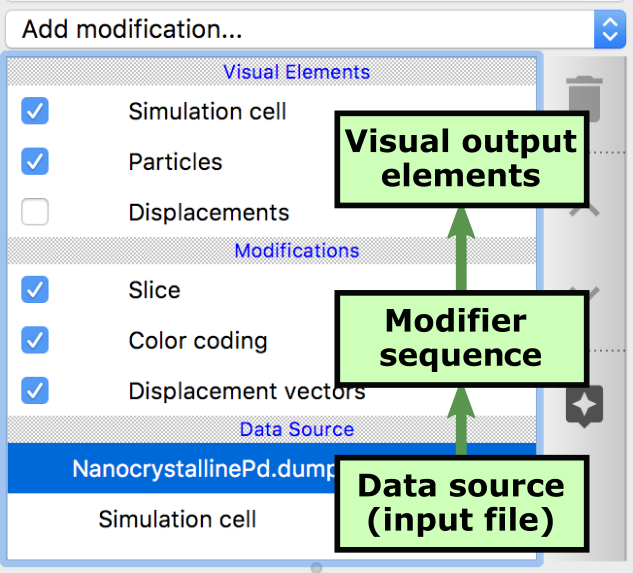 Add modification...
Visual Elements
Simulation cell
Particles
Displacements
Visual output
elements
Modifications
Slice
Color coding
Displacement vectors
Modifier
sequence
Data Source
NanocrystallinePd.dump
Simulation cell
Data source
(input file)